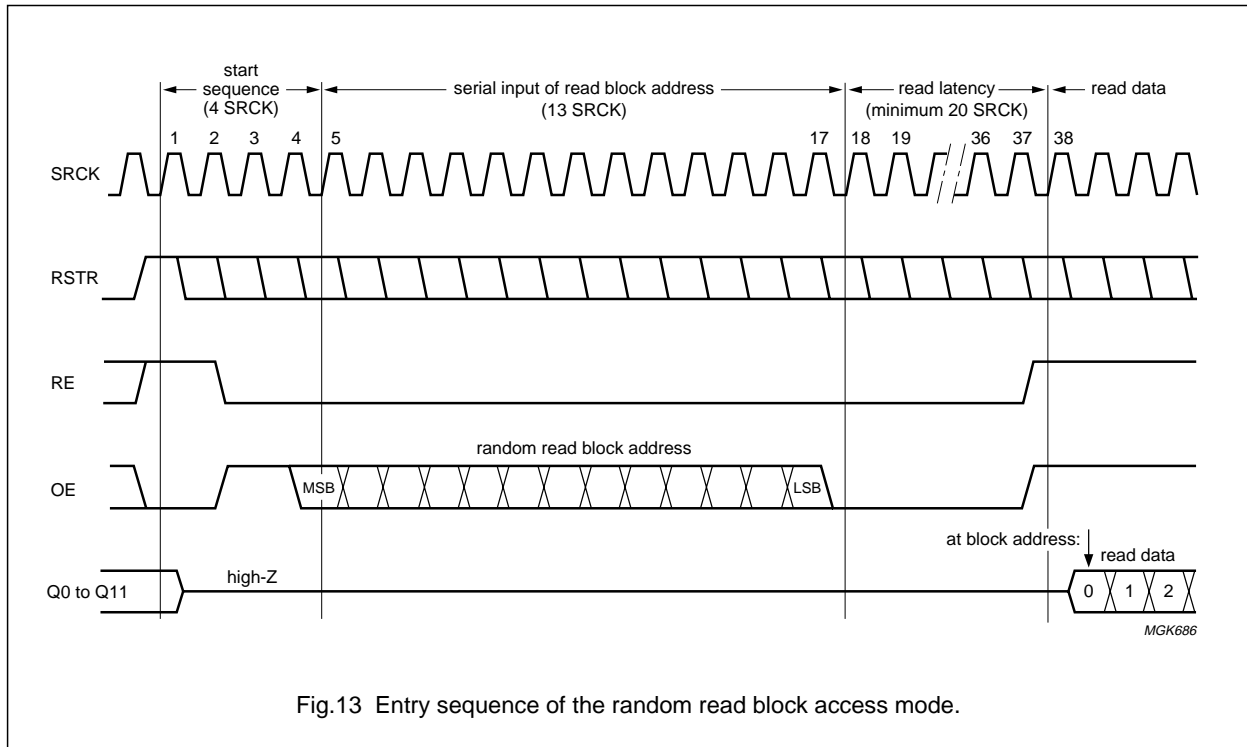 start
sequence
(4 SRCK)
serial input of read block address
(13 SRCK)
read latency
(minimum 20 SRCK)
read data
1 2 3 4 5 17 18 19 36 37 38
SRCK
RSTR
RE
random read block address
OE
MSB
LSB
at block address:
read data
Q0 to Q11
high-Z
0 1 2
MGK686
Fig.13 Entry sequence of the random read block access mode.